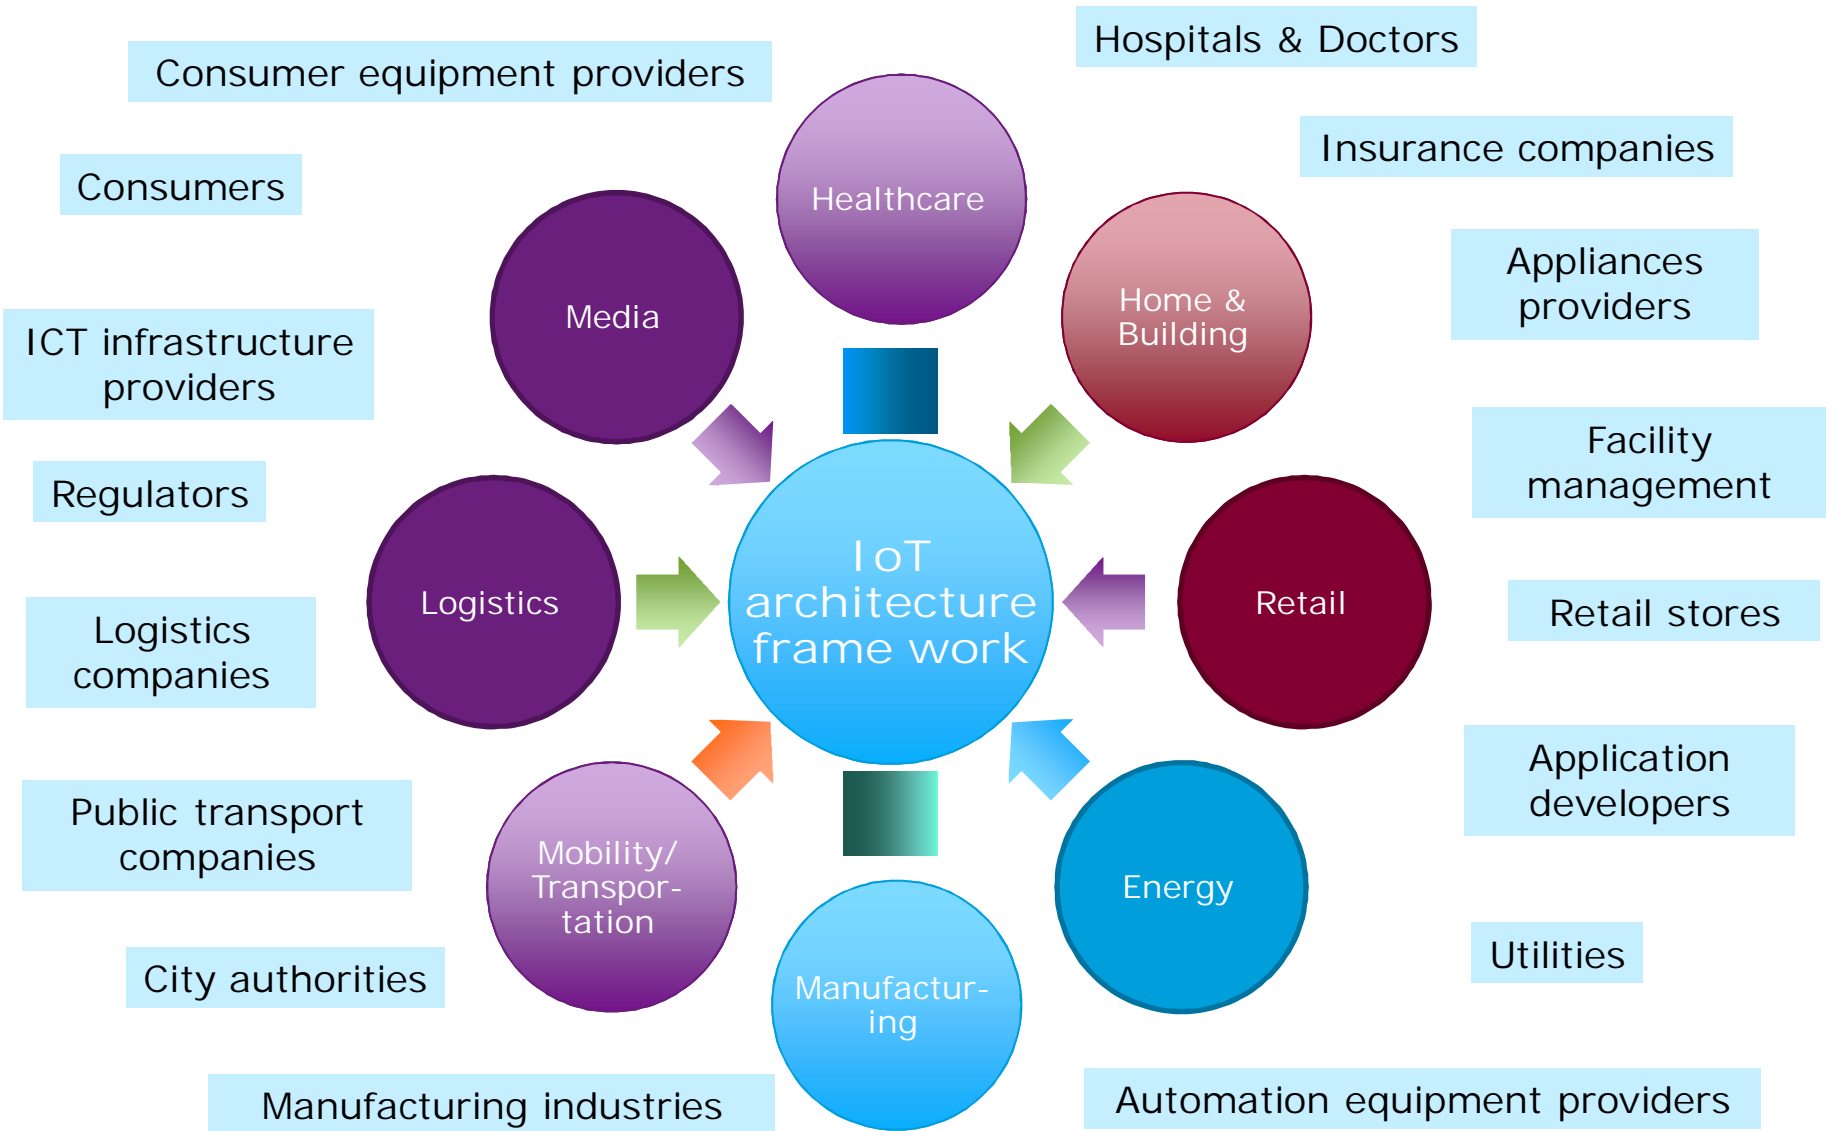 Hospitals & Doctors
Consumer equipment providers
Insurance companies
Consumers
Healthcare
Appliances
providers
Home &
Building
Media
ICT infrastructure
providers
Facility
management
Regulators
IoT
architecture
frame work
Logistics
Retail
Retail stores
Logistics
companies
Application
developers
Public transport
companies
Mobility/
Transpor-
tation
Energy
Utilities
City authorities
Manufactur-
ing
Manufacturing industries
Automation equipment providers